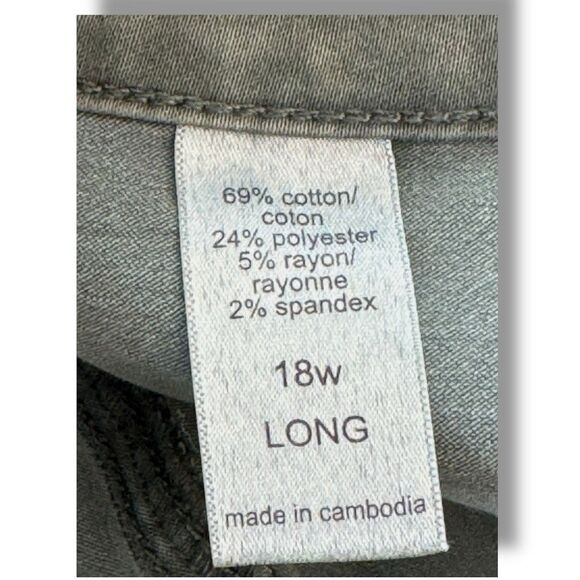 69% cotton/
coton
24% polyester
5% rayon/
rayonne
2% spandex
18w
LONG
made in cambodia